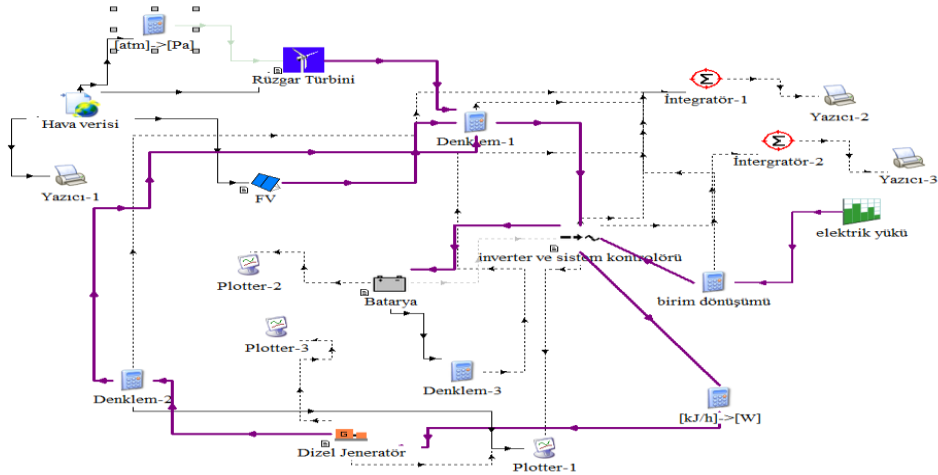 [atm]->[Pa]
Rüzgar Türbini
Hava verisi
İntegratör-1
Yazıcı-2
Denklem-1
İntergratör-2
Yazıcı-1
FV
Yazıcı-3
elektrik yükü
inverter ve sistem kontrolörü
Plotter-2
Batarya
birim dönüşümü
Plotter-3
Denklem-3
Denklem-2
[kJ/h]->[W]
Dizel Jeneratör
Plotter-1